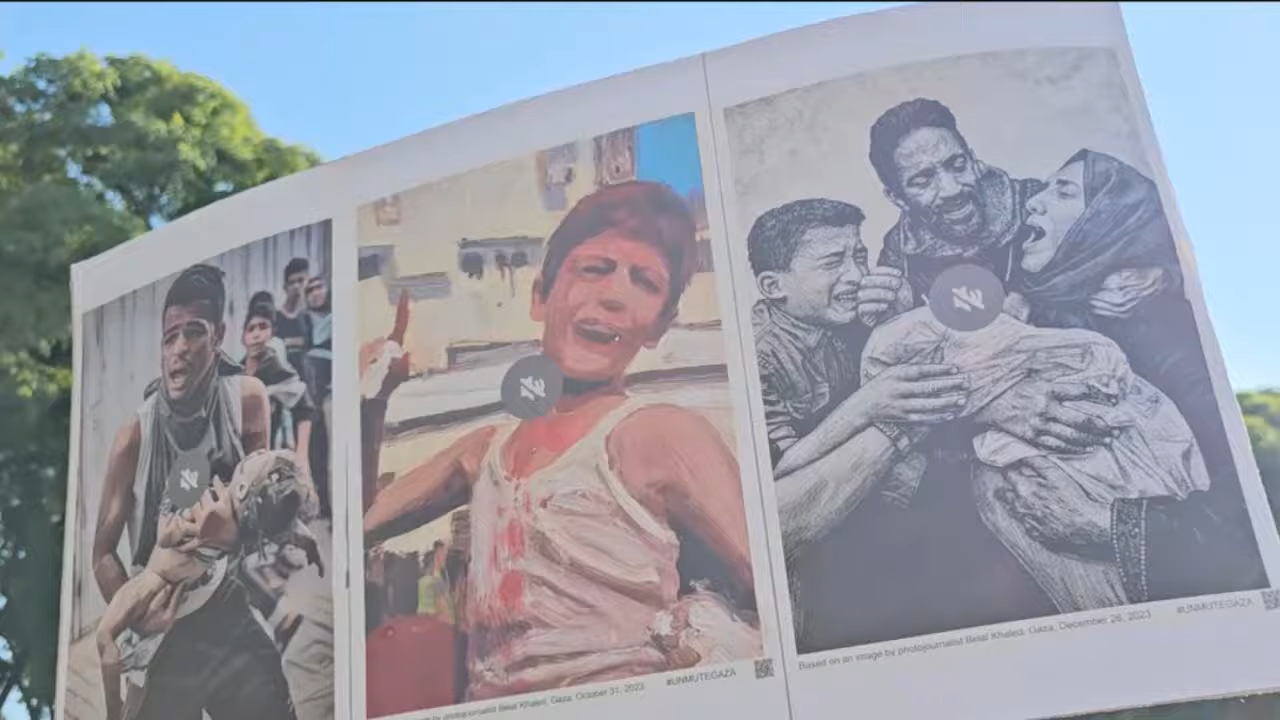 by photojournalist Belal Khaled, Gaza, October 31, 2023
#UNMUTEGAZA
Based on an image by photojournalist Belal Khaled, Gaza, December 26, 2023
#UNMUTEGAZA